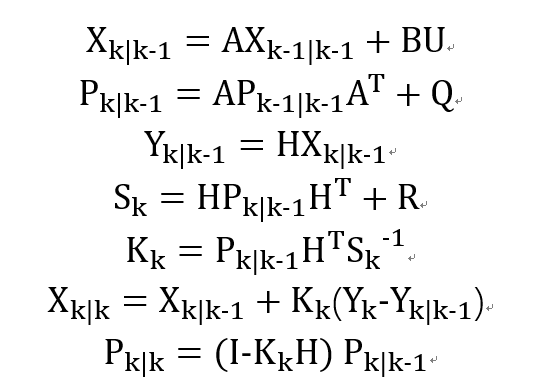 X_{k|k-1} = AX_{k-1|k-1} + BU↵
P_{k|k-1} = AP_{k-1|k-1}A^T + Q↵
Y_{k|k-1} = HX_{k|k-1}↵
S_k = HP_{k|k-1}H^T + R↵
K_k = P_{k|k-1}H^TS_k^{-1}↵
X_{k|k} = X_{k|k-1} + K_k(Y_k-Y_{k|k-1})↵
P_{k|k} = (I-K_kH) P_{k|k-1}↵